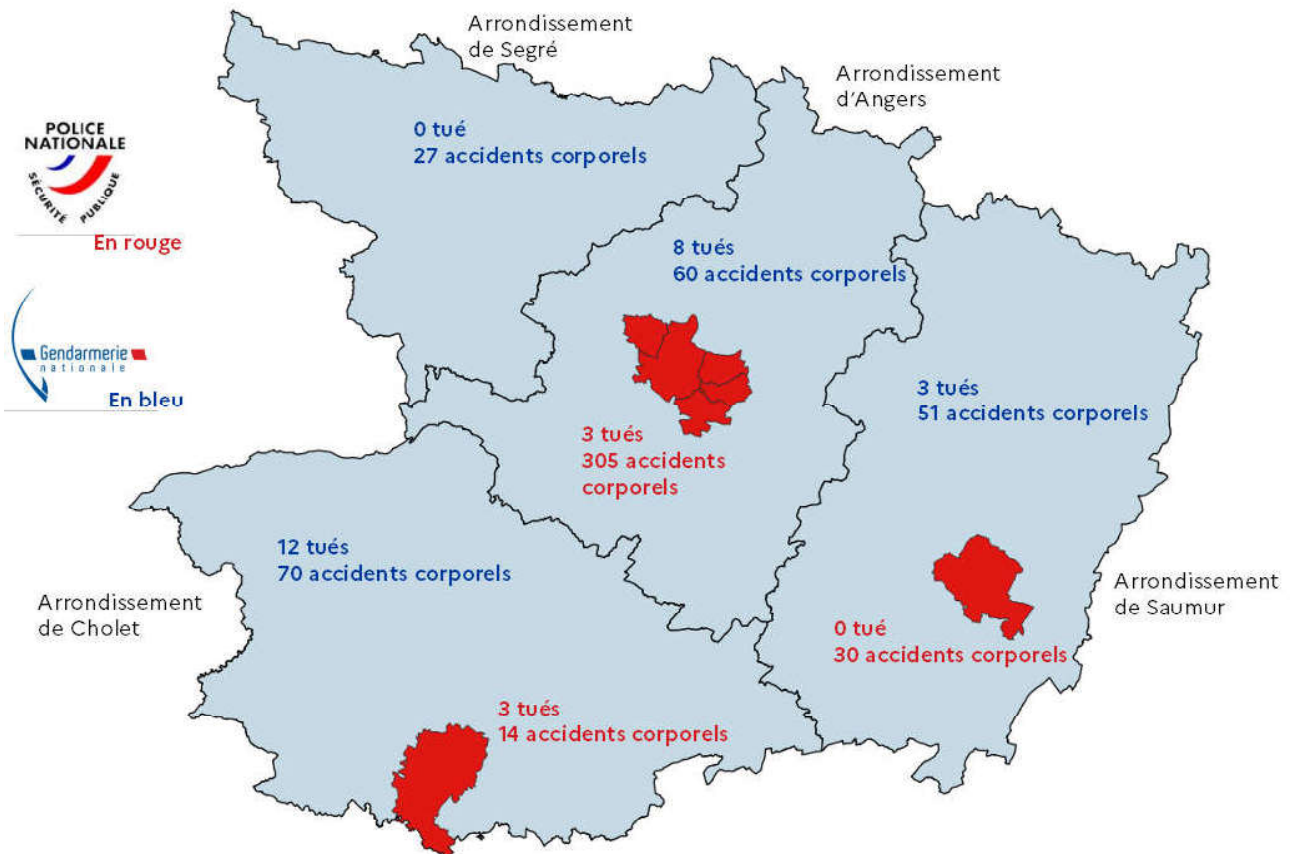 Arrondissement
de Segré
Arrondissement
d'Angers
POLICE
NATIONALE
SÉCURITÉ PUBLIQUE
En rouge
Gendarmerie
nationale
En bleu
0 tué
27 accidents corporels
8 tués
60 accidents corporels
3 tués
51 accidents corporels
3 tués
305 accidents
corporels
12 tués
70 accidents corporels
Arrondissement
de Cholet
Arrondissement
de Saumur
0 tué
30 accidents corporels
3 tués
14 accidents corporels